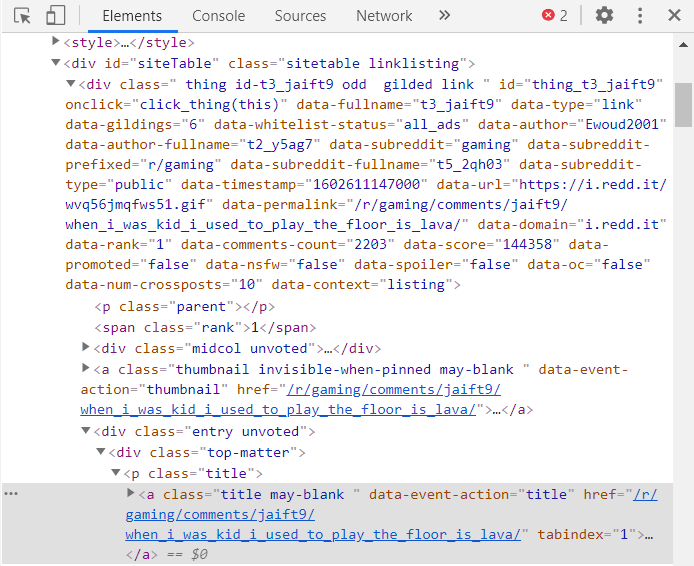 Elements Console Sources Network » 2
<style>…</style>
<div id="siteTable" class="sitetable linklisting">
<div class=" thing id-t3_jaift9 odd  gilded link " id="thing_t3_jaift9"
onclick="click_thing(this)" data-fullname="t3_jaift9" data-type="link"
data-gildings="6" data-whitelist-status="all_ads" data-author="Ewoud2001"
data-author-fullname="t2_y5ag7" data-subreddit="gaming" data-subreddit-
prefixed="r/gaming" data-subreddit-fullname="t5_2qh03" data-subreddit-
type="public" data-timestamp="1602611147000" data-url="https://i.redd.it/
wvq56jmqfws51.gif" data-permalink="/r/gaming/comments/jaift9/
when_i_was_kid_i_used_to_play_the_floor_is_lava/" data-domain="i.redd.it"
data-rank="1" data-comments-count="2203" data-score="144358" data-
promoted="false" data-nsfw="false" data-spoiler="false" data-oc="false"
data-num-crossposts="10" data-context="listing">
<p class="parent"></p>
<span class="rank">1</span>
<div class="midcol unvoted">…</div>
<a class="thumbnail invisible-when-pinned may-blank " data-event-
action="thumbnail" href="/r/gaming/comments/jaift9/
when_i_was_kid_i_used_to_play_the_floor_is_lava/">…</a>
<div class="entry unvoted">
<div class="top-matter">
<p class="title">
<a class="title may-blank " data-event-action="title" href="/r/
gaming/comments/jaift9/
when_i_was_kid_i_used_to_play_the_floor_is_lava/" tabindex="1">…
</a> == $0